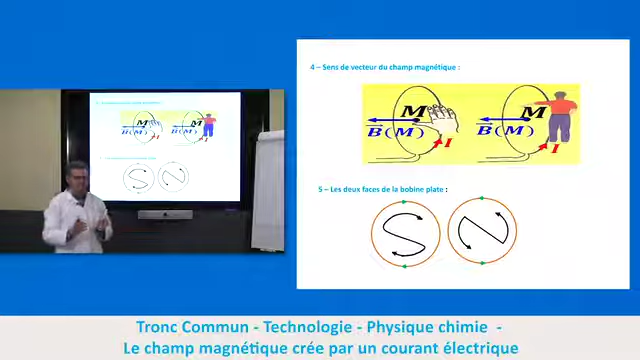 4 – Sens de vecteur du champ magnétique :
M
B(M)
I
M
B(M)
I
5 – Les deux faces de la bobine plate :
S
N
M
B(M)
I
M
B(M)
I
S
N
Tronc Commun - Technologie - Physique chimie -
Le champ magnétique crée par un courant électrique